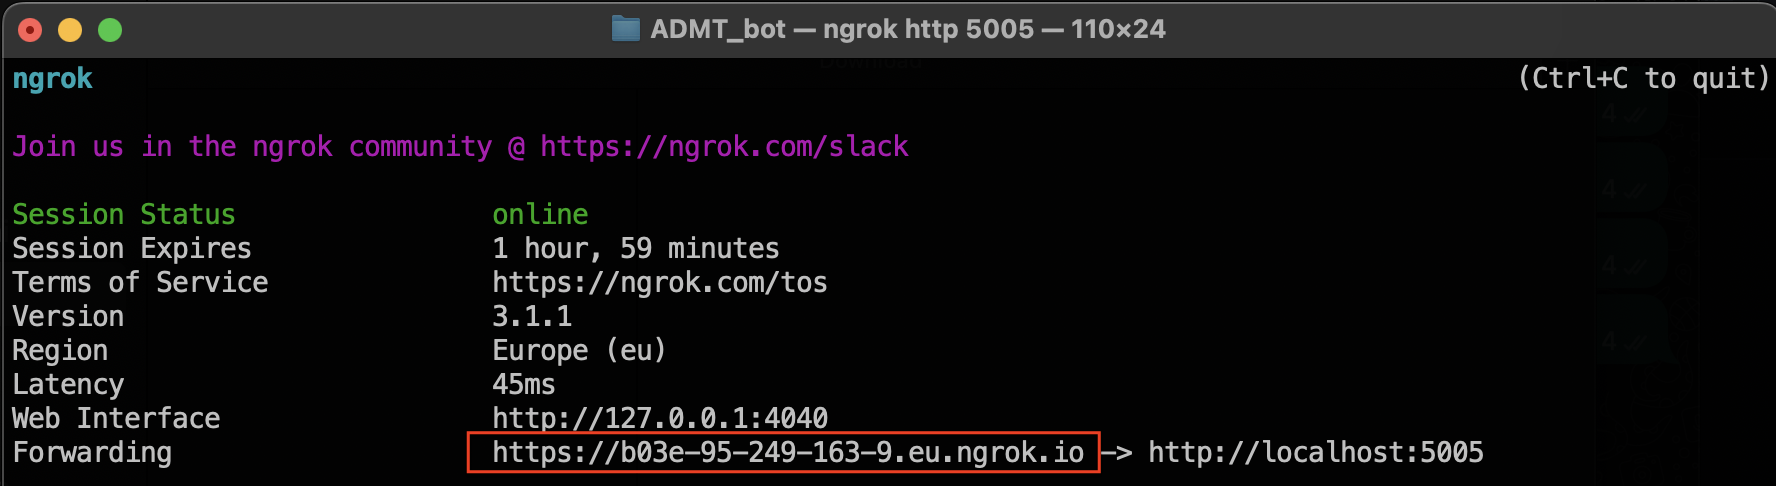 ADMT_bot — ngrok http 5005 — 110×24
ngrok (Ctrl+C to quit)
Join us in the ngrok community @ https://ngrok.com/slack
Session Status online
Session Expires 1 hour, 59 minutes
Terms of Service https://ngrok.com/tos
Version 3.1.1
Region Europe (eu)
Latency 45ms
Web Interface http://127.0.0.1:4040
Forwarding https://b03e-95-249-163-9.eu.ngrok.io -> http://localhost:5005